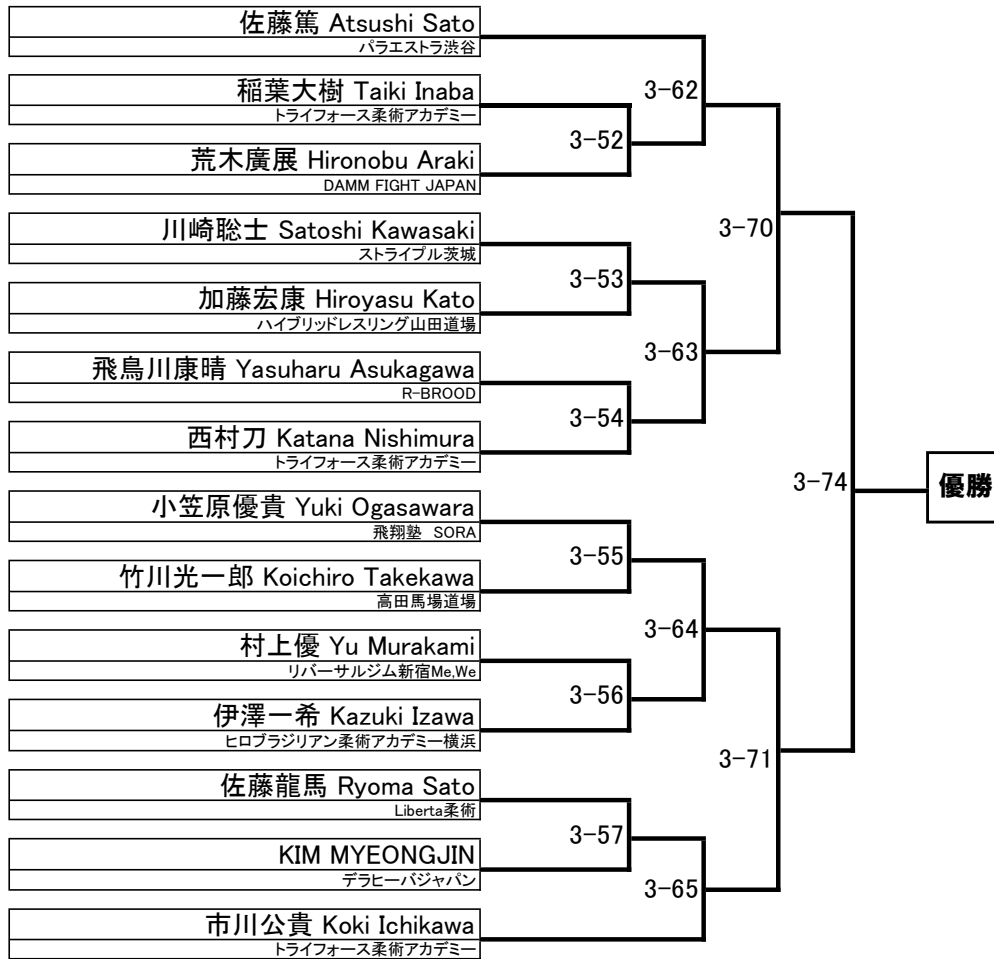 佐藤篤 Atsushi Sato
パラエストラ渋谷
3-62
稲葉大樹 Taiki Inaba
トライフォース柔術アカデミー
3-52
荒木廣展 Hironobu Araki
DAMM FIGHT JAPAN
3-70
川崎聡士 Satoshi Kawasaki
ストライプル茨城
3-53
加藤宏康 Hiroyasu Kato
ハイブリッドレスリング山田道場
3-63
飛鳥川康晴 Yasuharu Asukagawa
R-BROOD
3-54
西村刀 Katana Nishimura
トライフォース柔術アカデミー
3-74
優勝
小笠原優貴 Yuki Ogasawara
飛翔塾 SORA
3-55
竹川光一郎 Koichiro Takekawa
高田馬場道場
3-64
村上優 Yu Murakami
リバーサルジム新宿Me,We
3-56
伊澤一希 Kazuki Izawa
ヒロブラジリアン柔術アカデミー横浜
3-71
佐藤龍馬 Ryoma Sato
Liberta柔術
3-57
KIM MYEONGJIN
デラヒーバジャパン
3-65
市川公貴 Koki Ichikawa
トライフォース柔術アカデミー